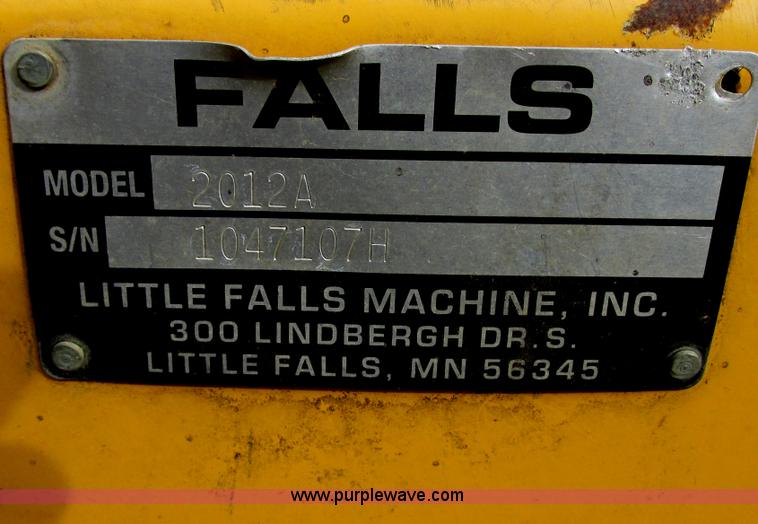 FALLS
MODEL 2012A
S/N 1047107H
LITTLE FALLS MACHINE, INC.
300 LINDBERGH DR.S.
LITTLE FALLS, MN 56345
www.purplewave.com